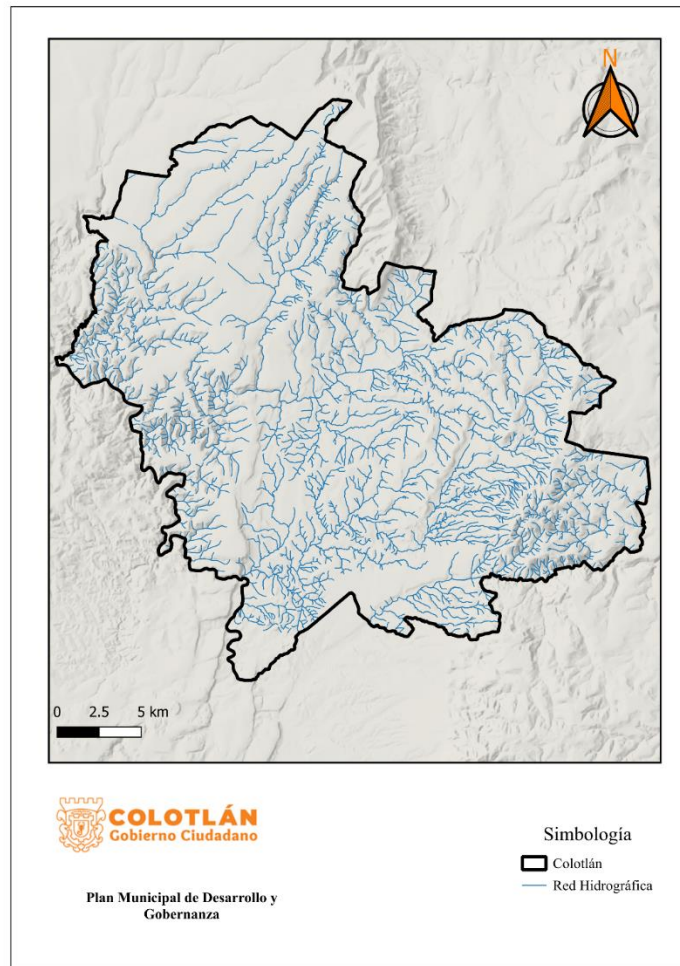 N
0 2.5 5 km
COLOTLÁN
Gobierno Ciudadano
Plan Municipal de Desarrollo y
Gobernanza
Simbología
Colotlán
Red Hidrográfica